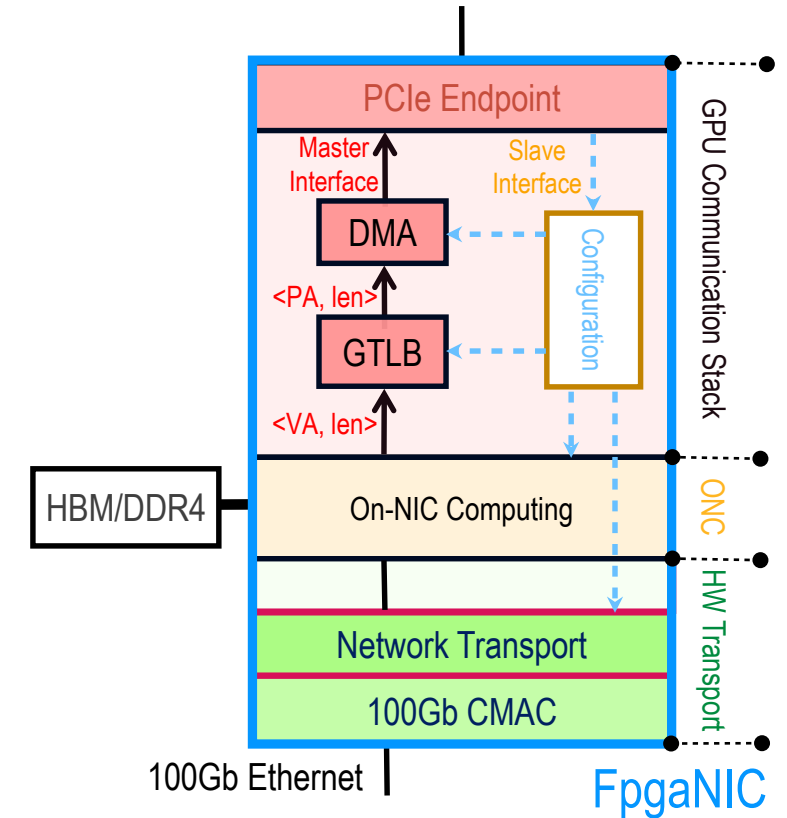 PCIe Endpoint
Master
Interface
Slave
Interface
DMA
Configuration
<PA, len>
GTLB
<VA, len>
GPU Communication Stack
HBM/DDR4
On-NIC Computing
ONC
HW Transport
Network Transport
100Gb CMAC
100Gb Ethernet
FpgaNIC